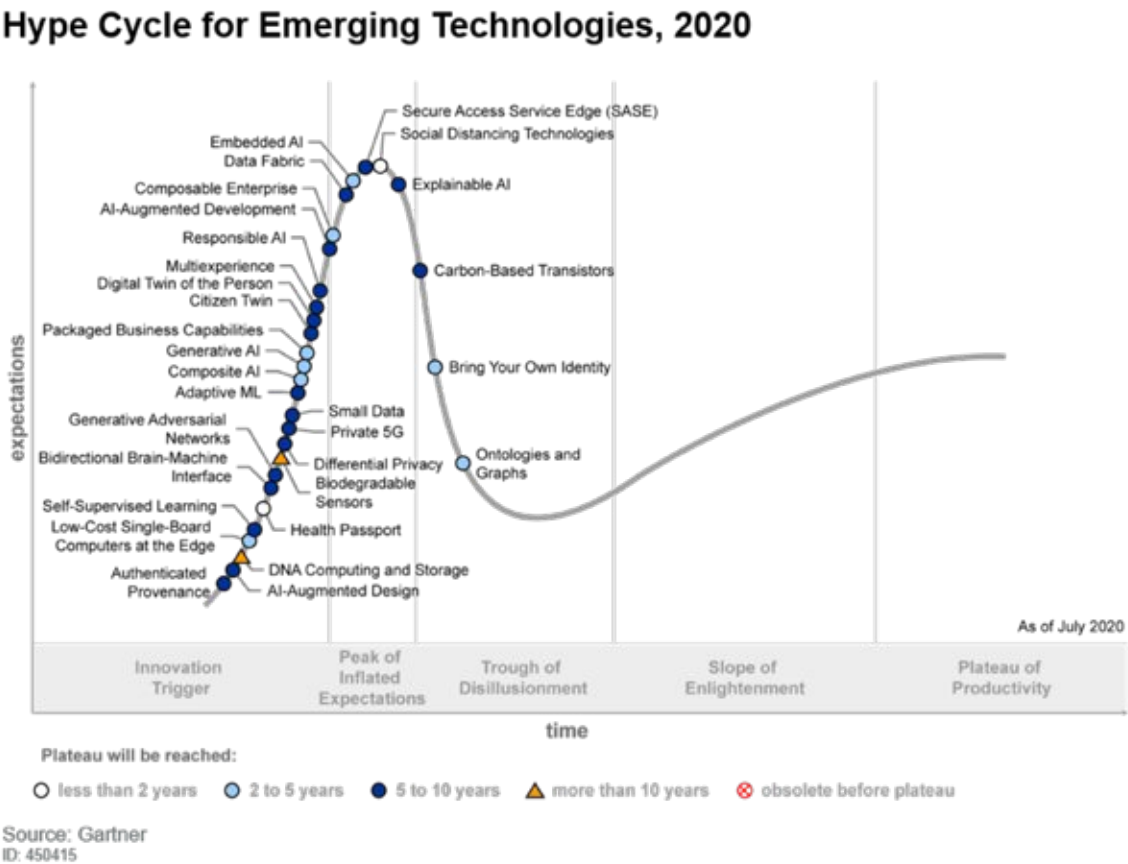 Hype Cycle for Emerging Technologies, 2020
Secure Access Service Edge (SASE)
Social Distancing Technologies
Embedded AI
Data Fabric
Explainable AI
Composable Enterprise
AI-Augmented Development
Responsible AI
Multiexperience
Digital Twin of the Person
Citizen Twin
Carbon-Based Transistors
Packaged Business Capabilities
Generative AI
Composite AI
Adaptive ML
Bring Your Own Identity
Small Data
Private 5G
Generative Adversarial
Networks
Differential Privacy
Bidirectional Brain-Machine
Interface
Biodegradable
Sensors
Ontologies and
Graphs
Self-Supervised Learning
Health Passport
Low-Cost Single-Board
Computers at the Edge
DNA Computing and Storage
Authenticated
Provenance
AI-Augmented Design
expectations
As of July 2020
Innovation
Trigger
Peak of
Inflated
Expectations
Trough of
Disillusionment
Slope of
Enlightenment
Plateau of
Productivity
time
Plateau will be reached:
less than 2 years
2 to 5 years
5 to 10 years
more than 10 years
obsolete before plateau
Source: Gartner
ID: 450415